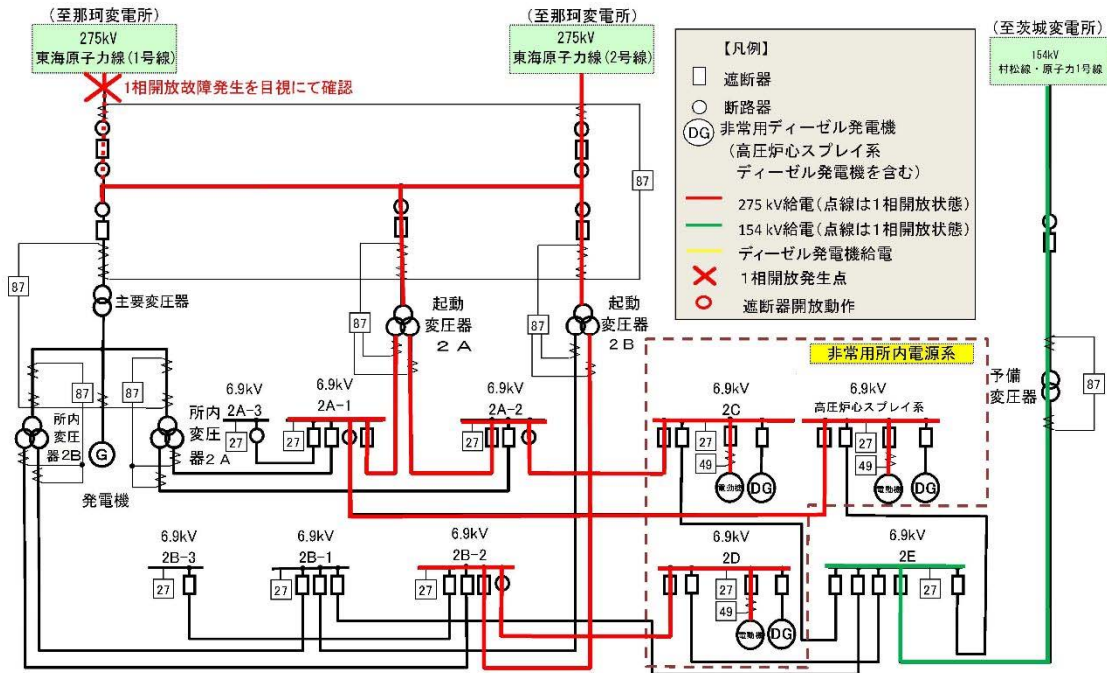 (至那珂変電所)
275kV
東海原子力線(1号線)
1相開放故障発生を目視にて確認
(至那珂変電所)
275kV
東海原子力線(2号線)
(至茨城変電所)
154kV
村松線・原子力1号線
【凡例】
遮断器
断路器
DG
非常用ディーゼル発電機
(高圧炉心スプレイ系
ディーゼル発電機を含む)
275 kV給電(点線は1相開放状態)
154 kV給電(点線は1相開放状態)
ディーゼル発電機給電
1相開放発生点
遮断器開放動作
87
87
主要変圧器
87
起動
変圧器
2A
87
起動
変圧器
2B
87
87
所内
変圧
器2B
G
発電機
所内
変圧
器2A
非常用所内電源系
予備
変圧器
87
6.9kV
2A-3
27
6.9kV
2A-1
27
6.9kV
2A-2
27
6.9kV
2C
27
49
電動機
DG
6.9kV
高圧炉心スプレイ系
27
49
電動機
DG
6.9kV
2B-3
27
6.9kV
2B-1
27
6.9kV
2B-2
27
6.9kV
2D
27
49
電動機
DG
6.9kV
2E
27